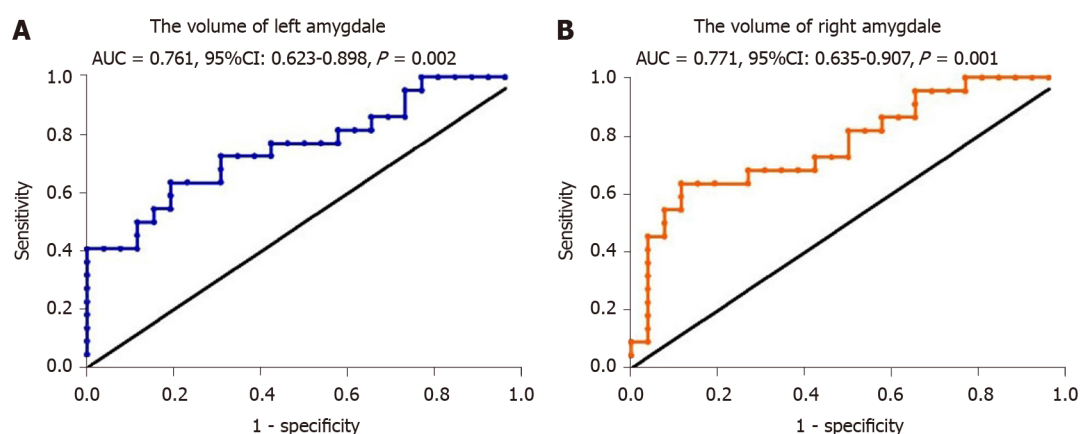 A
The volume of left amygdale
AUC = 0.761, 95%CI: 0.623-0.898, P = 0.002
1.0
0.8
0.6
0.4
0.2
0.0
Sensitivity
0.0 0.2 0.4 0.6 0.8 1.0
1 - specificity
B
The volume of right amygdale
AUC = 0.771, 95%CI: 0.635-0.907, P = 0.001
1.0
0.8
0.6
0.4
0.2
0.0
Sensitivity
0.0 0.2 0.4 0.6 0.8 1.0
1 - specificity